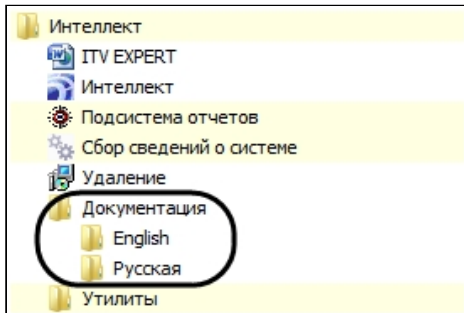 Интеллект
ITV EXPERT
Интеллект
Подсистема отчетов
Сбор сведений о системе
Удаление
Документация
English
Русская
Утилиты